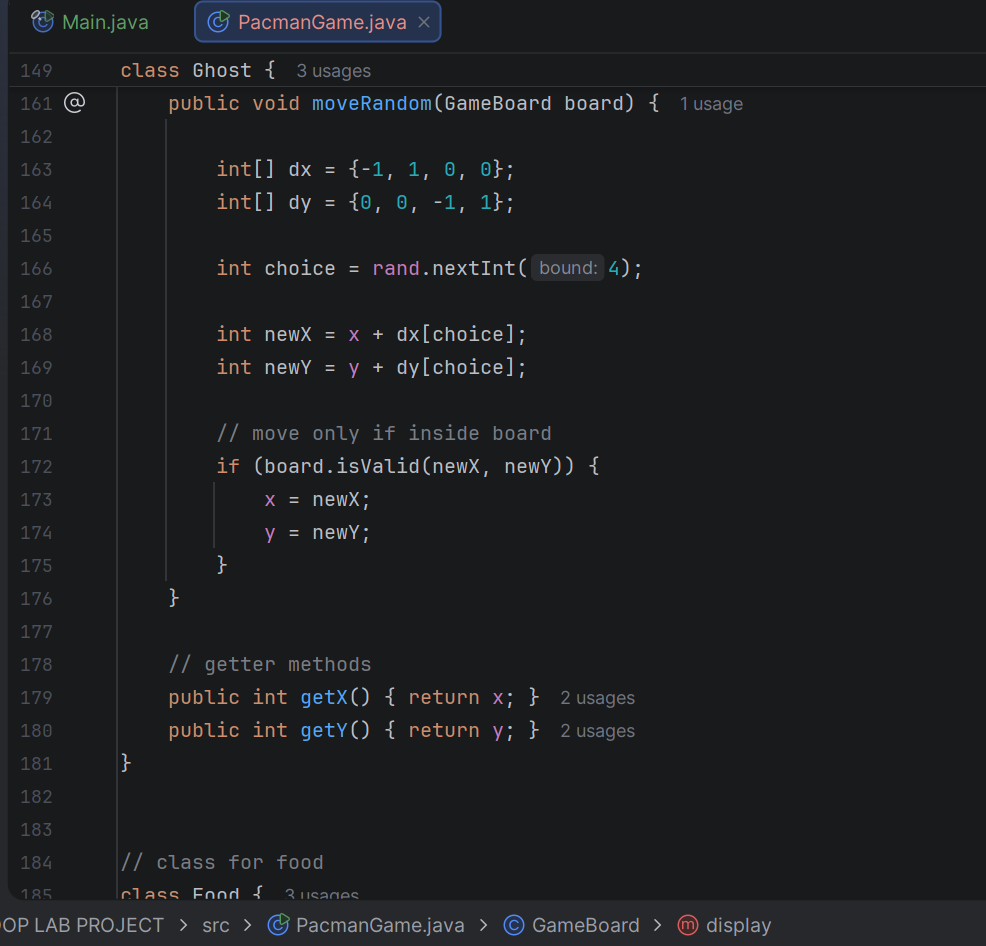 Main.java PacmanGame.java
149 class Ghost { 3 usages
161 @ public void moveRandom(GameBoard board) { 1 usage
162
163 int[] dx = {-1, 1, 0, 0};
164 int[] dy = {0, 0, -1, 1};
165
166 int choice = rand.nextInt( bound: 4);
167
168 int newX = x + dx[choice];
169 int newY = y + dy[choice];
170
171 // move only if inside board
172 if (board.isValid(newX, newY)) {
173 x = newX;
174 y = newY;
175 }
176 }
177
178 // getter methods
179 public int getX() { return x; } 2 usages
180 public int getY() { return y; } 2 usages
181 }
182
183
184 // class for food
185 class Food { 3 usages
OP LAB PROJECT > src > PacmanGame.java > GameBoard > display